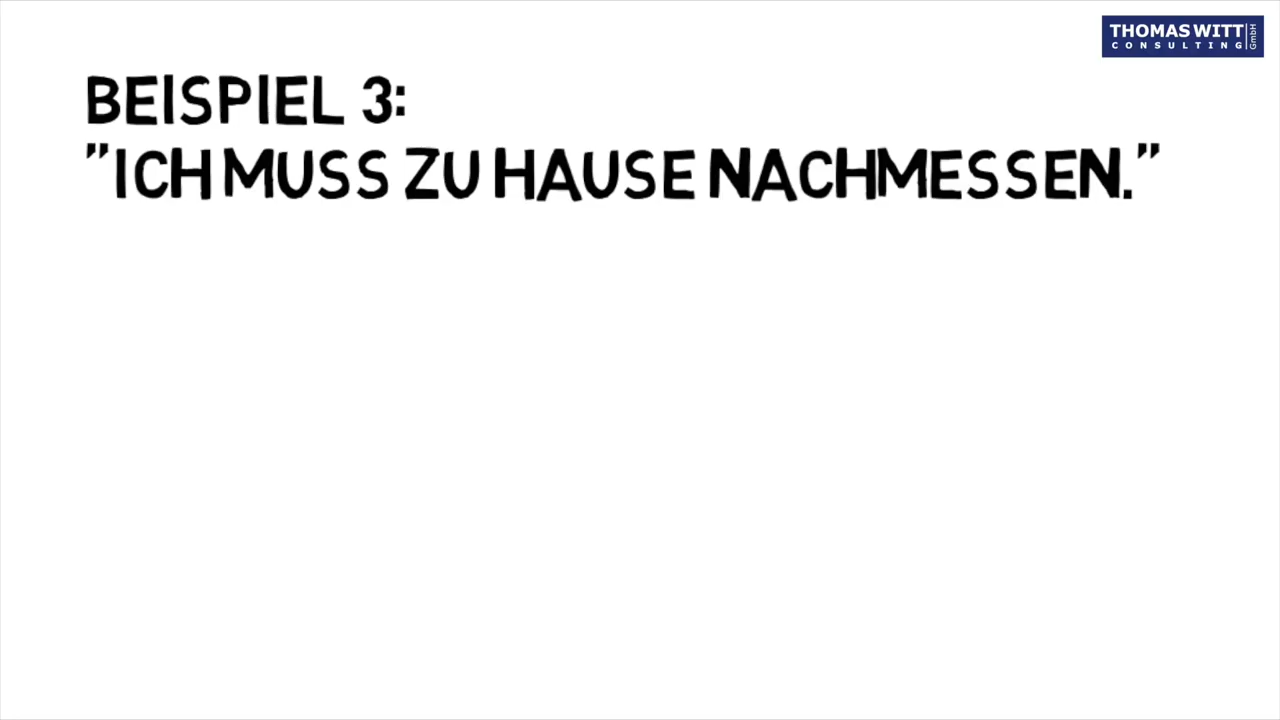 THOMAS WITT GmbH
CONSULTING
BEISPIEL 3:
"ICH MUSS ZU HAUSE NACHMESSEN."